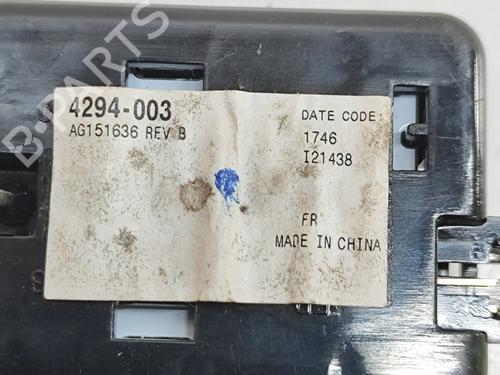 B-PARTS
4294-003
AG151636 REV B
DATE CODE:
1746
I21438
FR
MADE IN CHINA